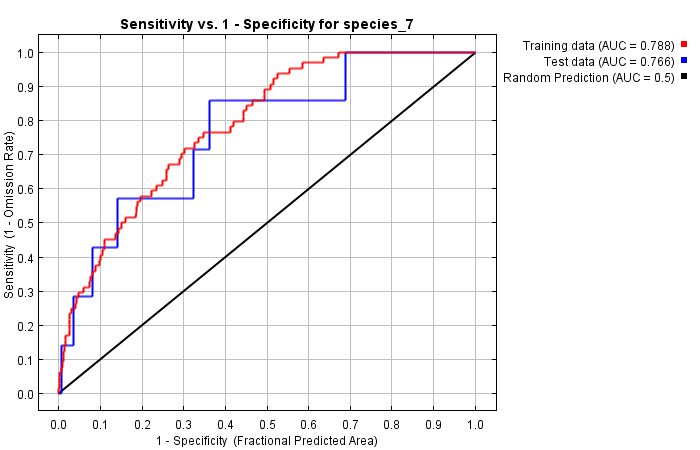 Sensitivity vs. 1 - Specificity for species_7
Training data (AUC = 0.788)
Test data (AUC = 0.766)
Random Prediction (AUC = 0.5)
Sensitivity (1 - Omission Rate)
1.0
0.9
0.8
0.7
0.6
0.5
0.4
0.3
0.2
0.1
0.0
0.0 0.1 0.2 0.3 0.4 0.5 0.6 0.7 0.8 0.9 1.0
1 - Specificity (Fractional Predicted Area)